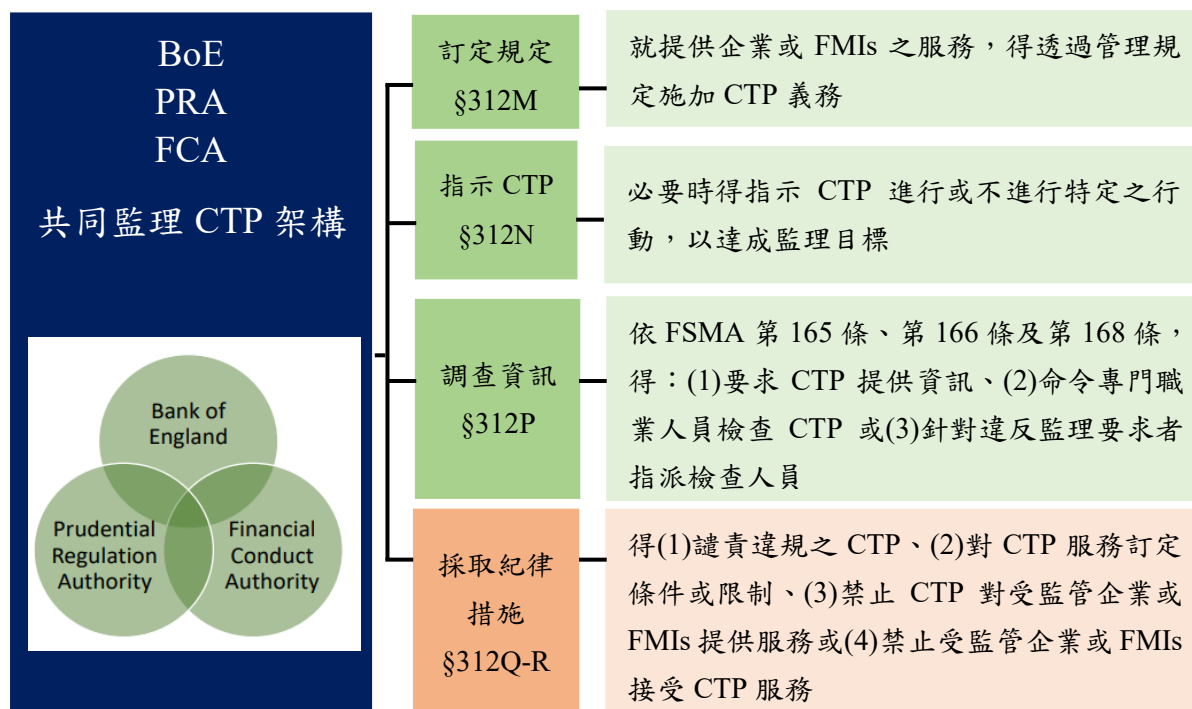 BoE
PRA
FCA
共同監理 CTP 架構
Bank of
England
Prudential
Regulation
Authority
Financial
Conduct
Authority
訂定規定
§312M
就提供企業或 FMIs 之服務，得透過管理規
定施加 CTP 義務
指示 CTP
§312N
必要時得指示 CTP 進行或不進行特定之行
動，以達成監理目標
調查資訊
§312P
依 FSMA 第 165 條、第 166 條及第 168 條，
得：(1)要求 CTP 提供資訊、(2)命令專門職
業人員檢查 CTP 或(3)針對違反監理要求者
指派檢查人員
採取紀律
措施
§312Q-R
得(1)譴責違規之 CTP、(2)對 CTP 服務訂定
條件或限制、(3)禁止 CTP 對受監管企業或
FMIs 提供服務或(4)禁止受監管企業或 FMIs
接受 CTP 服務